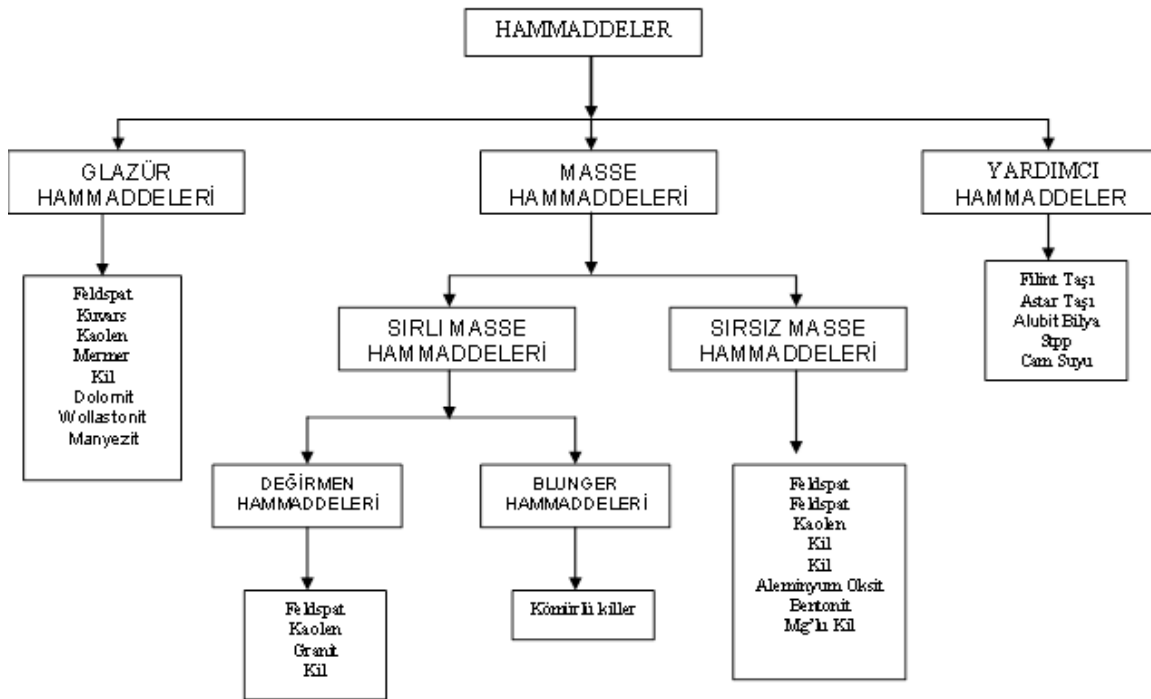 HAMMADDELER
GLAZÜR
HAMMADDELERİ
MASSE
HAMMADDELERİ
YARDIMCI
HAMMADDELER
Feldspat
Kuvars
Kaolen
Mermer
Kil
Dolomit
Wollastonit
Manyezit
SIRLI MASSE
HAMMADDELERİ
SIRSIZ MASSE
HAMMADDELERİ
Filint Taşı
Astar Taşı
Alubit Bilya
Stpp
Cam Suyu
DEĞİRMEN
HAMMADDELERİ
BLUNGER
HAMMADDELERİ
Feldspat
Feldspat
Kaolen
Kil
Kil
Aleminyum Oksit
Bentonit
Mg'lu Kil
Feldspat
Kaolen
Granit
Kil
Kömürlü killer